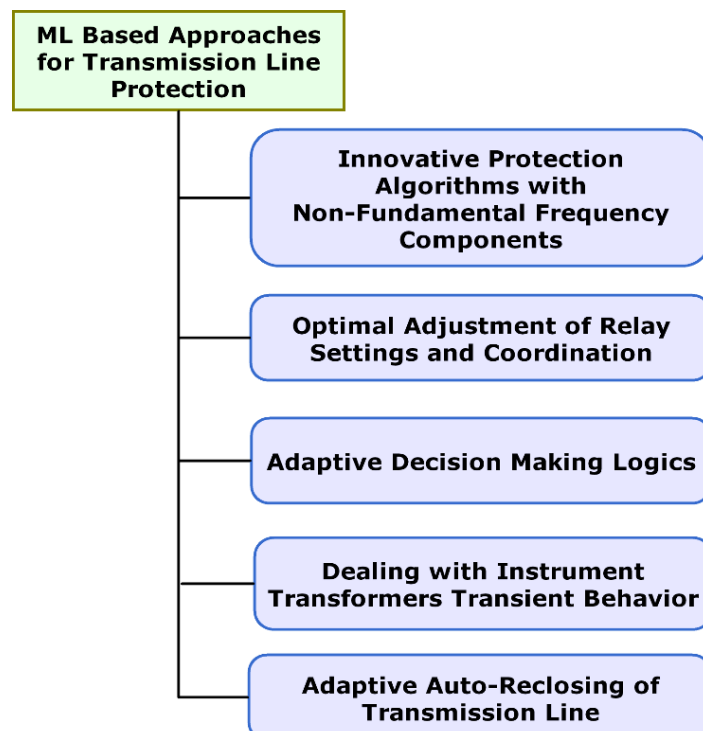 ML Based Approaches
for Transmission Line
Protection
Innovative Protection
Algorithms with
Non-Fundamental Frequency
Components
Optimal Adjustment of Relay
Settings and Coordination
Adaptive Decision Making Logics
Dealing with Instrument
Transformers Transient Behavior
Adaptive Auto-Reclosing of
Transmission Line